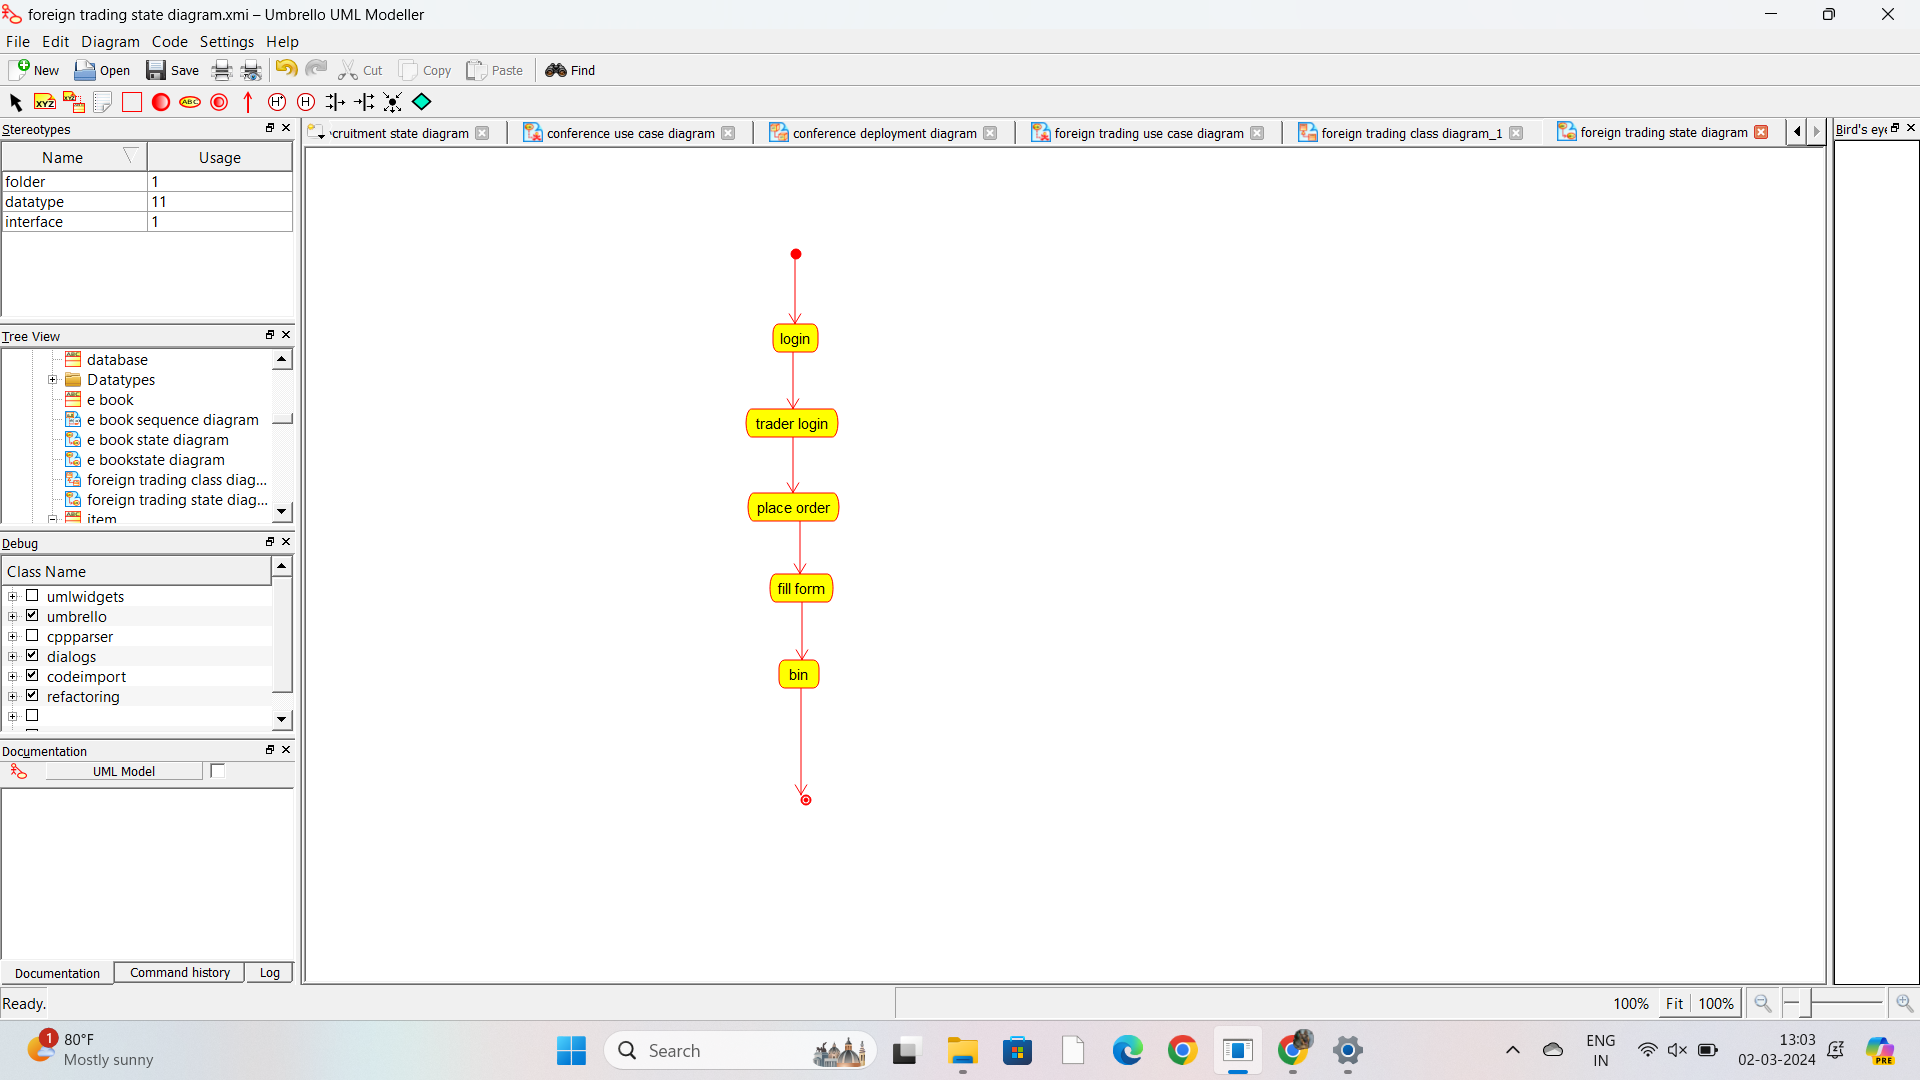 foreign trading state diagram.xmi – Umbrello UML Modeller
File Edit Diagram Code Settings Help
New Open Save Cut Copy Paste Find
XYZ XYZ ABC H* H
Stereotypes
Name Usage
folder 1
datatype 11
interface 1
Tree View
database
Datatypes
e book
e book sequence diagram
e book state diagram
e bookstate diagram
foreign trading class diag...
foreign trading state diag...
item
Debug
Class Name
umlwidgets
umbrello
cppparser
dialogs
codeimport
refactoring
Documentation
UML Model
Documentation Command history Log
Ready.
cruitment state diagram conference use case diagram conference deployment diagram foreign trading use case diagram foreign trading class diagram_1 foreign trading state diagram
Bird's eye
login
trader login
place order
fill form
bin
100% Fit 100%
1
80°F
Mostly sunny
Search
ENG
IN
13:03
02-03-2024
PRE